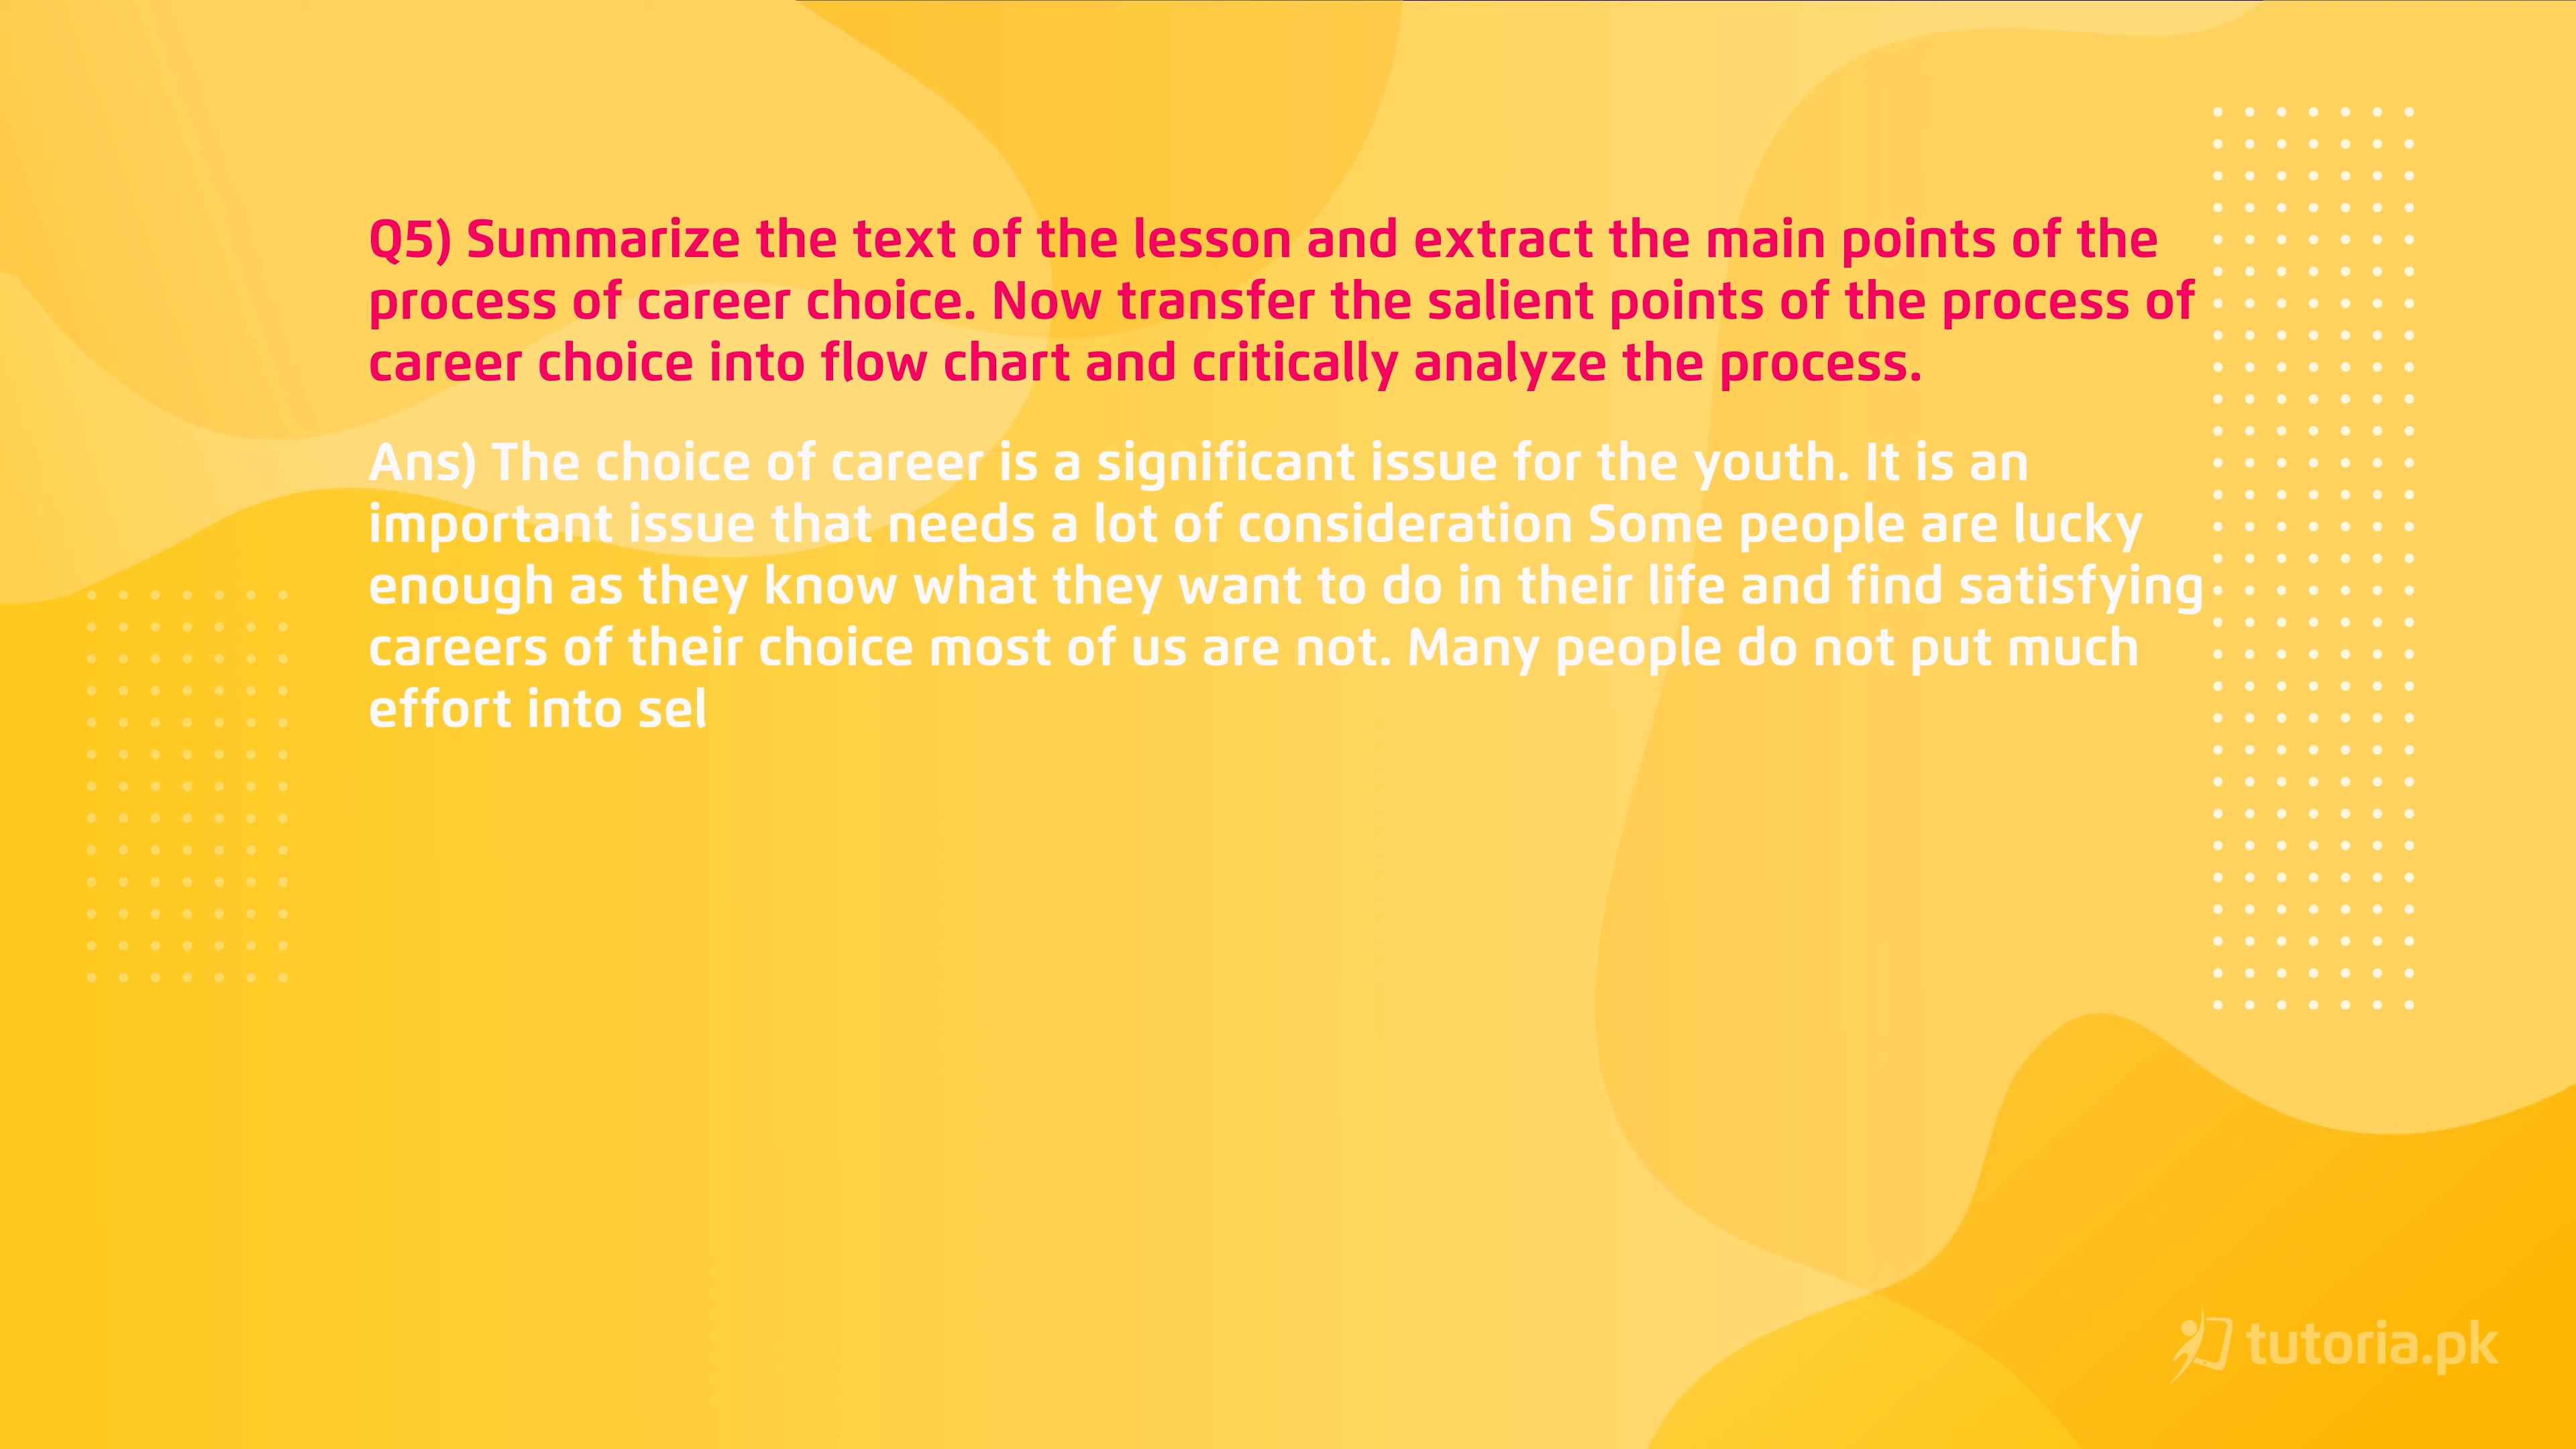 Q5) Summarize the text of the lesson and extract the main points of the
process of career choice. Now transfer the salient points of the process of
career choice into flow chart and critically analyze the process.
Ans) The choice of career is a significant issue for the youth. It is an
important issue that needs a lot of consideration Some people are lucky
enough as they know what they want to do in their life and find satisfying
careers of their choice most of us are not. Many people do not put much
effort into sel
tutoria.pk